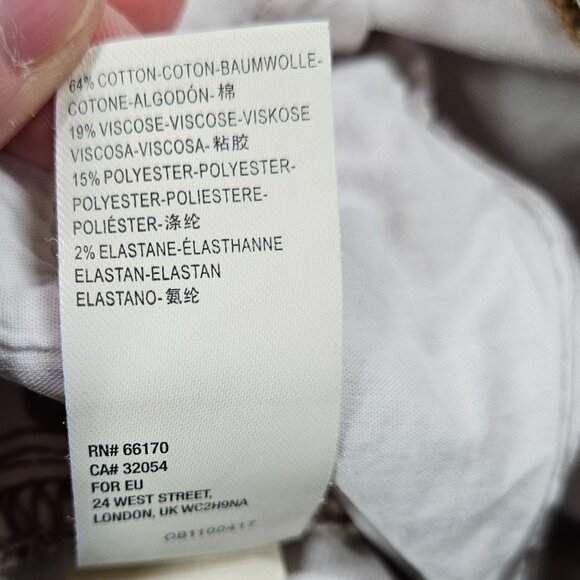 64% COTTON-COTON-BAUMWOLLE-
COTONE-ALGODÓN-棉
19% VISCOSE-VISCOSE-VISKOSE
VISCOSA-VISCOSA-粘胶
15% POLYESTER-POLYESTER-
POLYESTER-POLIESTERE-
POLIÉSTER-涤纶
2% ELASTANE-ÉLASTHANNE
ELASTAN-ELASTAN
ELASTANO-氨纶
RN# 66170
CA# 32054
FOR EU
24 WEST STREET,
LONDON, UK WC2H9NA
OB1100417